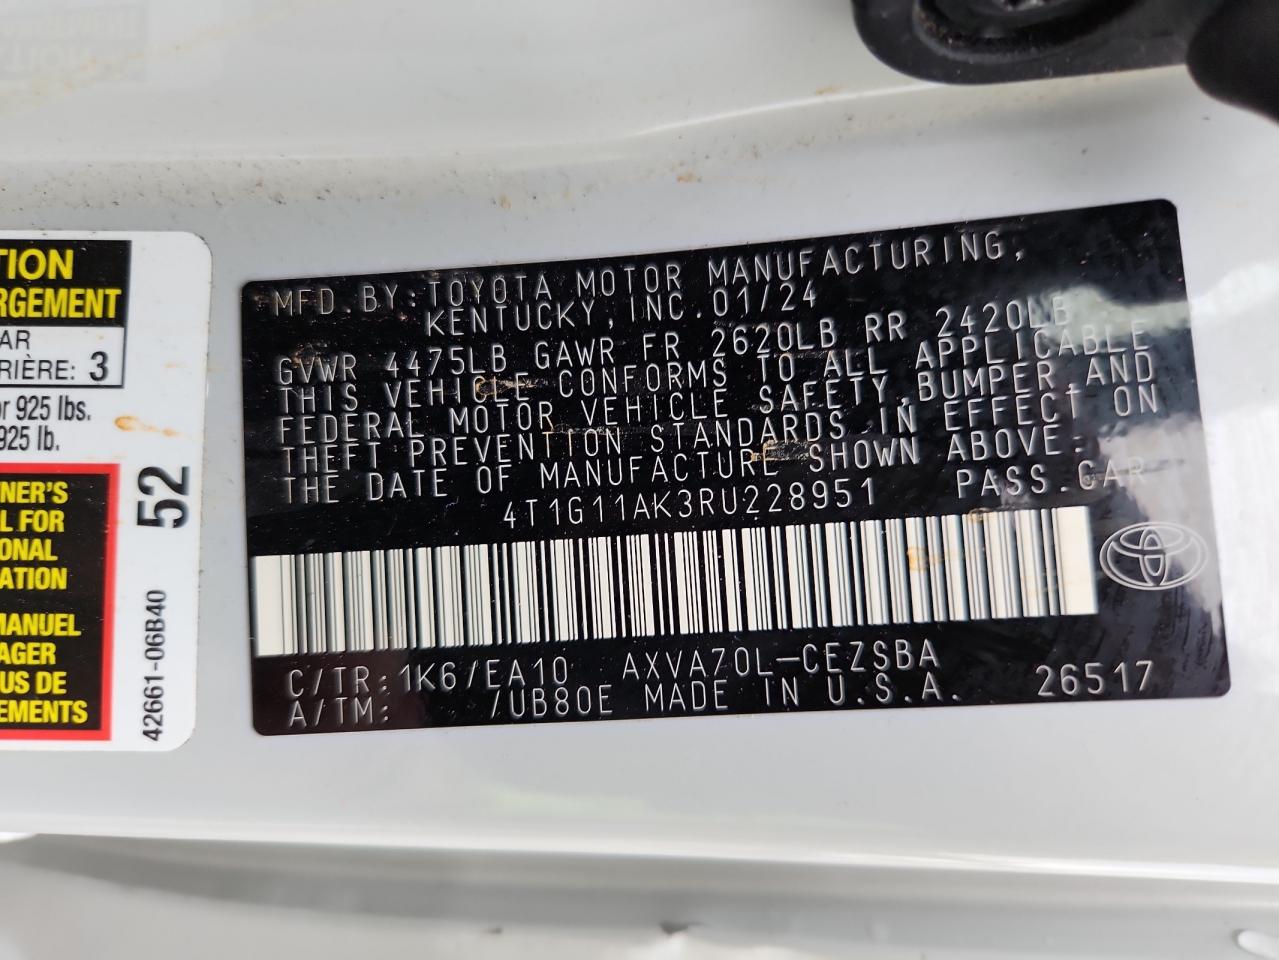 TION
RGEMENT
AR
RIÈRE: 3
or 925 lbs.
925 lb.
NER'S
L FOR
ONAL
ATION
MANUEL
AGER
US DE
EMENTS
52
42661-06B40
MFD. BY: TOYOTA MOTOR MANUFACTURING,
KENTUCKY, INC. 01/24
GVWR 4475LB GAWR FR 2620LB RR 2420LB
THIS VEHICLE CONFORMS TO ALL APPLICABLE
FEDERAL MOTOR VEHICLE SAFETY, BUMPER, AND
THEFT PREVENTION STANDARDS IN EFFECT ON
THE DATE OF MANUFACTURE SHOWN ABOVE.
4T1G11AK3RU228951 PASS. CAR
C/TR: 1K6/EA10 AXVA70L-CEZSBA
A/TM: /UB80E MADE IN U.S.A. 26517